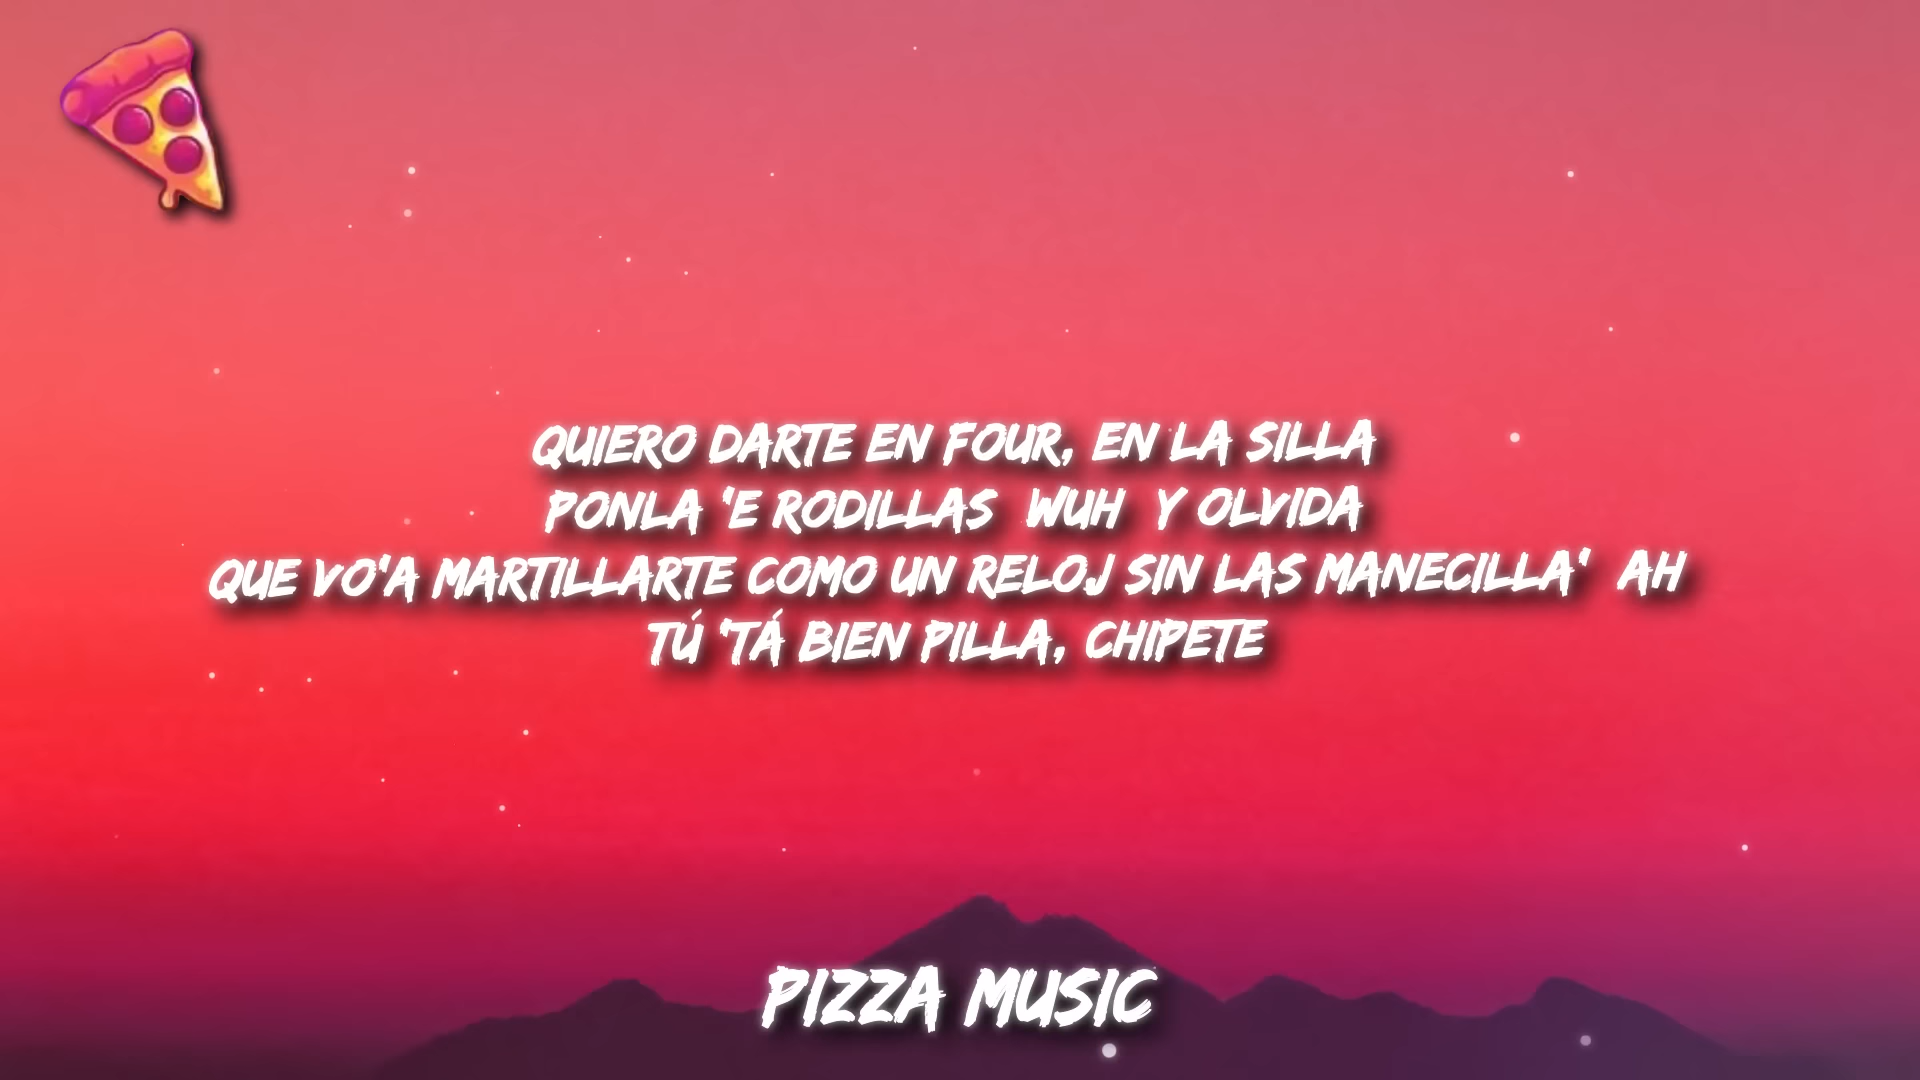 QUIERO DARTE EN FOUR, EN LA SILLA
PONLA 'E RODILLAS WUH Y OLVIDA
QUE VO'A MARTILLARTE COMO UN RELOJ SIN LAS MANECILLA' AH
TÚ 'TÁ BIEN PILLA, CHIPETE
PIZZA MUSIC